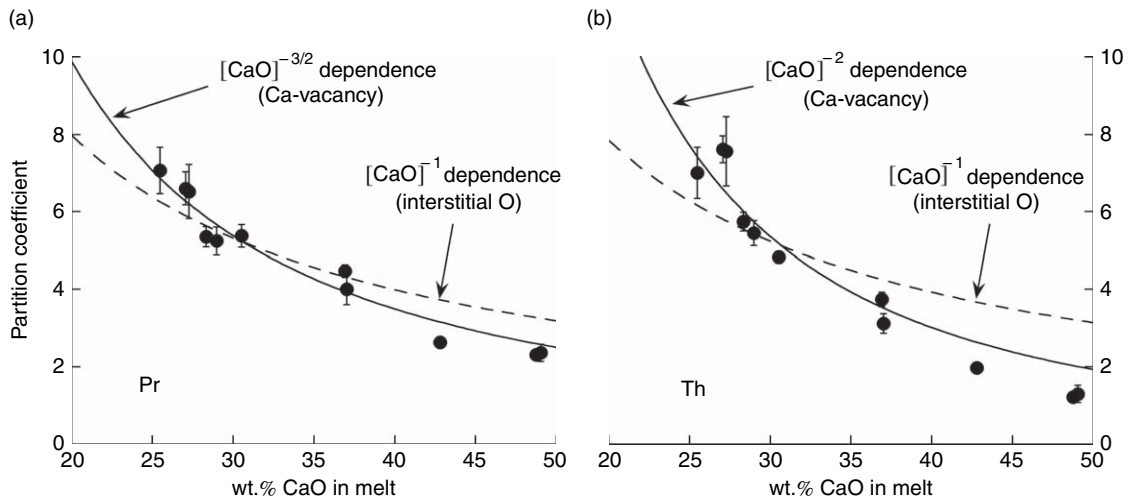 (a)
10
8
6
4
2
0
Partition coefficient
[CaO]⁻³ᐟ² dependence
(Ca-vacancy)
[CaO]⁻¹ dependence
(interstitial O)
Pr
20 25 30 35 40 45 50
wt.% CaO in melt
(b)
[CaO]⁻² dependence
(Ca-vacancy)
[CaO]⁻¹ dependence
(interstitial O)
Th
10
8
6
4
2
0
20 25 30 35 40 45 50
wt.% CaO in melt